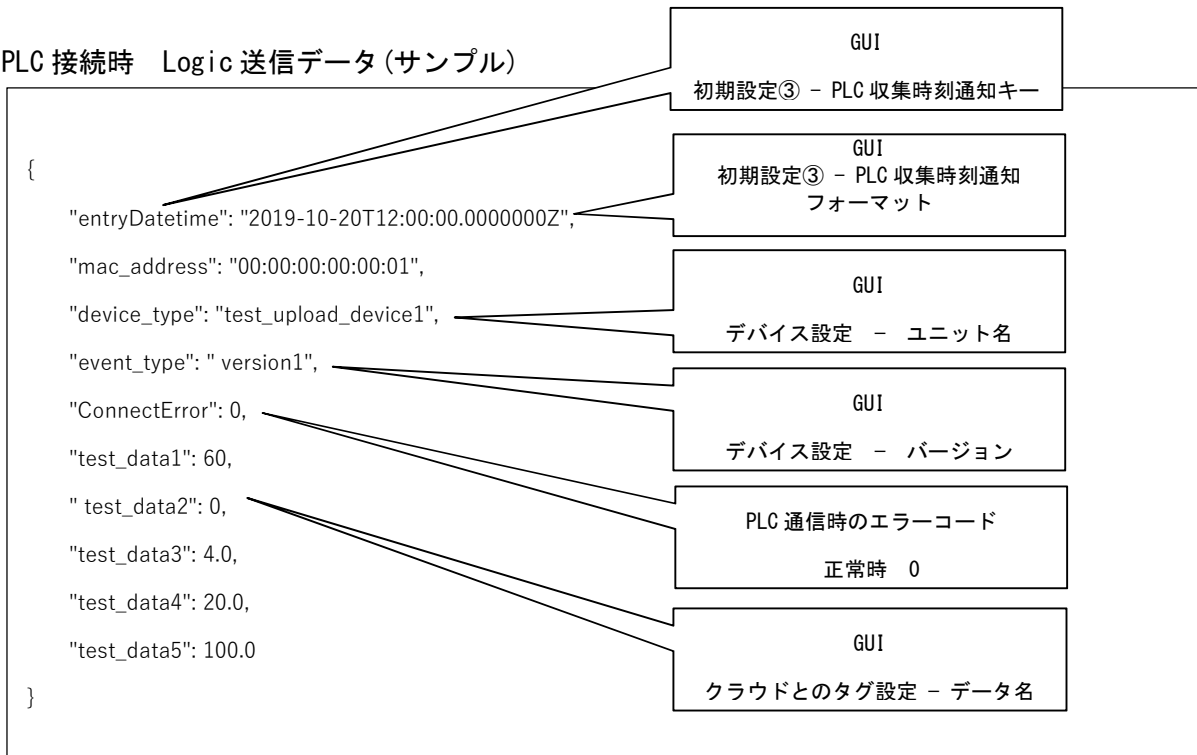 PLC 接続時　Logic 送信データ(サンプル)
GUI
初期設定③ － PLC 収集時刻通知キー
{
GUI
初期設定③ － PLC 収集時刻通知
フォーマット
"entryDatetime": "2019-10-20T12:00:00.0000000Z",
"mac_address": "00:00:00:00:00:01",
GUI
デバイス設定　－　ユニット名
"device_type": "test_upload_device1",
"event_type": " version1",
GUI
デバイス設定　－　バージョン
"ConnectError": 0,
"test_data1": 60,
" test_data2": 0,
PLC 通信時のエラーコード
正常時　0
"test_data3": 4.0,
"test_data4": 20.0,
"test_data5": 100.0
GUI
クラウドとのタグ設定 － データ名
}